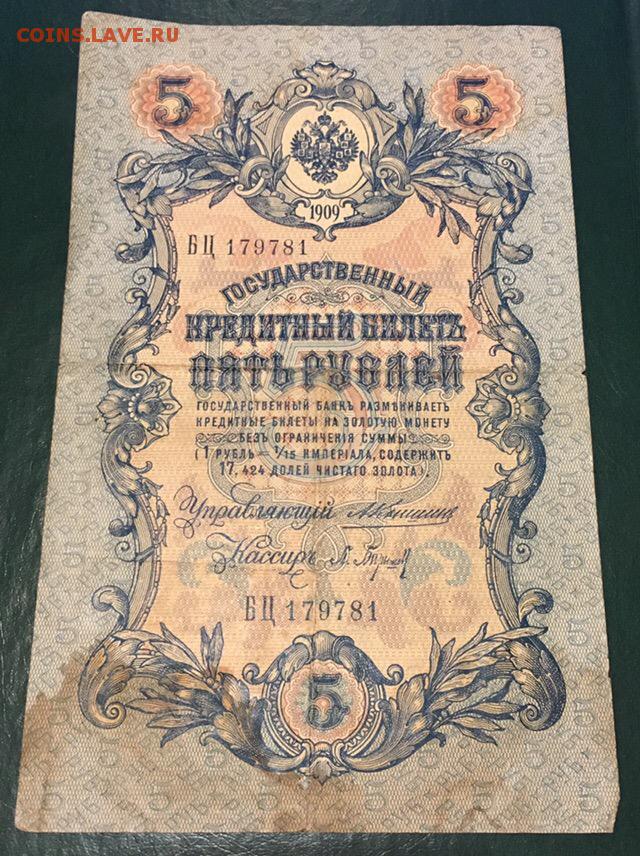 COINS.LAVE.RU
5 5
1909
БЦ 179781
ГОСУДАРСТВЕННЫЙ
КРЕДИТНЫЙ БИЛЕТЪ
ПЯТЬ РУБЛЕЙ
ГОСУДАРСТВЕННЫЙ БАНКЪ РАЗМѢНИВАЕТЪ
КРЕДИТНЫЕ БИЛЕТЫ НА ЗОЛОТУЮ МОНЕТУ
БЕЗЪ ОГРАНИЧЕНІЯ СУММЫ
(1 РУБЛЬ = 1/15 ИМПЕРІАЛА, СОДЕРЖИТЪ
17,424 ДОЛЕЙ ЧИСТАГО ЗОЛОТА).
Управляющій
Кассиръ
БЦ 179781
5